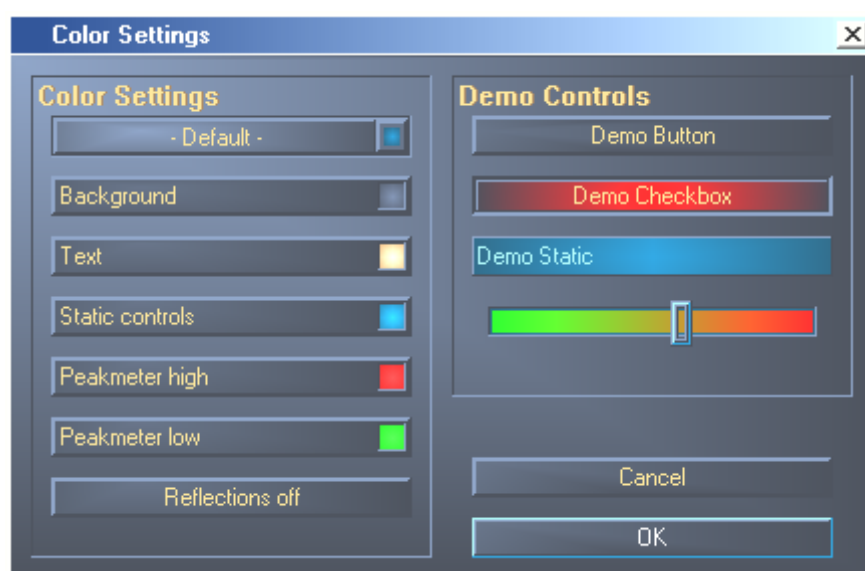 Color Settings
Color Settings
- Default -
Background
Text
Static controls
Peakmeter high
Peakmeter low
Reflections off
Demo Controls
Demo Button
Demo Checkbox
Demo Static
Cancel
OK